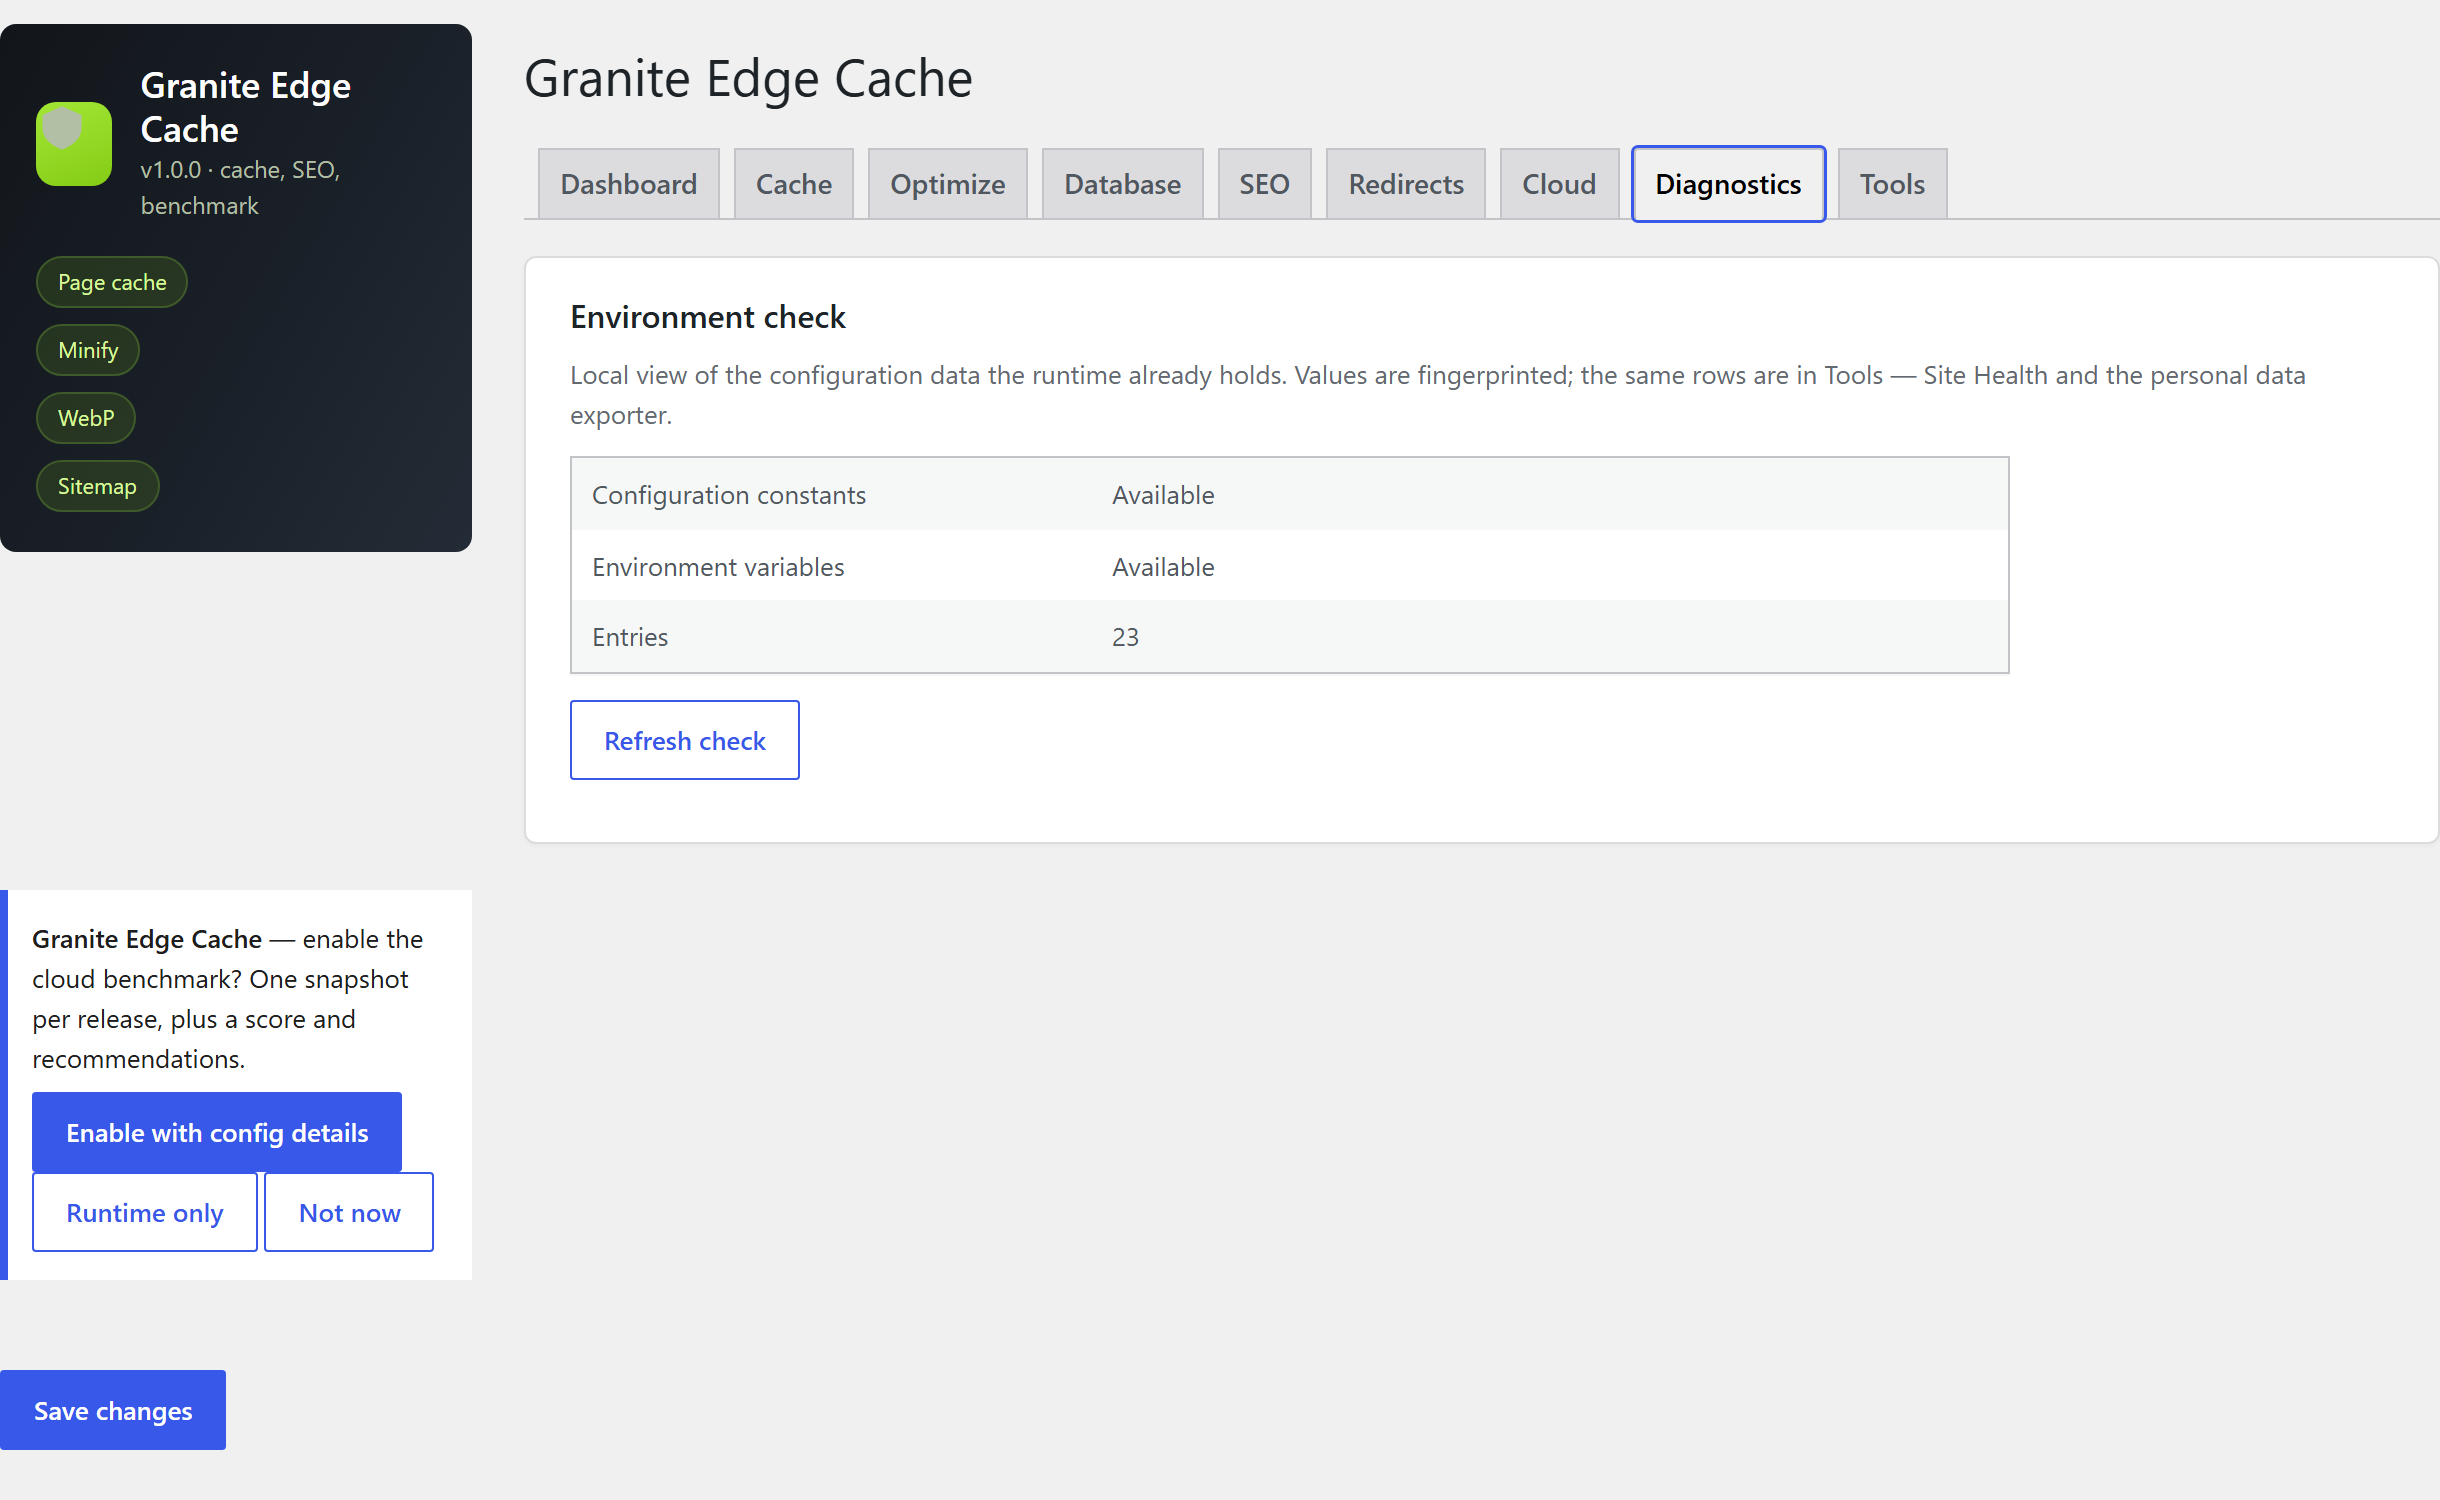 Granite Edge
Cache
v1.0.0 · cache, SEO,
benchmark
Page cache
Minify
WebP
Sitemap
Granite Edge Cache — enable the
cloud benchmark? One snapshot
per release, plus a score and
recommendations.
Enable with config details
Runtime only Not now
Save changes
Granite Edge Cache
Dashboard Cache Optimize Database SEO Redirects Cloud Diagnostics Tools
Environment check
Local view of the configuration data the runtime already holds. Values are fingerprinted; the same rows are in Tools — Site Health and the personal data
exporter.
Configuration constants Available
Environment variables Available
Entries 23
Refresh check